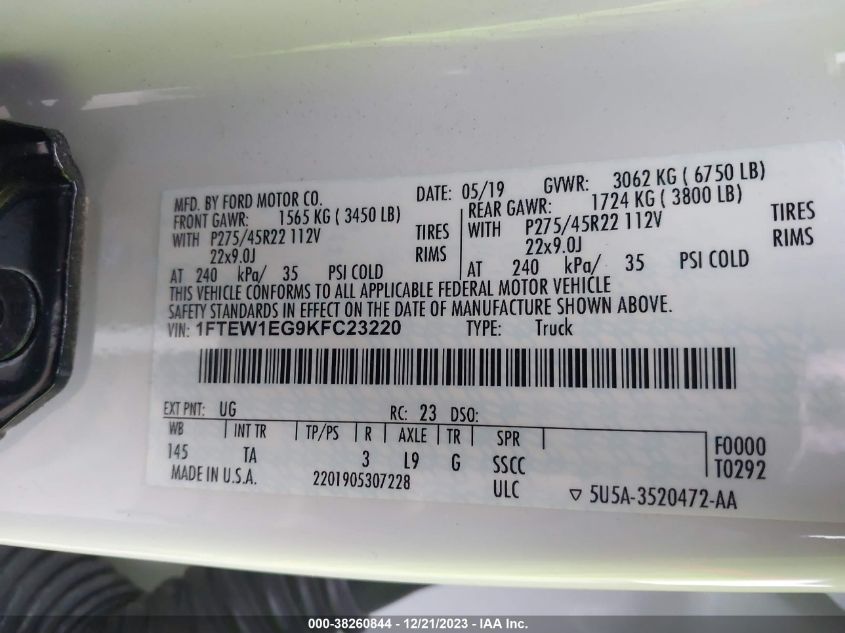 MFD. BY FORD MOTOR CO. DATE: 05/19 GVWR: 3062 KG ( 6750 LB)
FRONT GAWR: 1565 KG ( 3450 LB) REAR GAWR: 1724 KG ( 3800 LB)
WITH P275/45R22 112V TIRES WITH P275/45R22 112V TIRES
22x9.0J RIMS 22x9.0J RIMS
AT 240 kPa/ 35 PSI COLD AT 240 kPa/ 35 PSI COLD
THIS VEHICLE CONFORMS TO ALL APPLICABLE FEDERAL MOTOR VEHICLE
SAFETY STANDARDS IN EFFECT ON THE DATE OF MANUFACTURE SHOWN ABOVE.
VIN: 1FTEW1EG9KFC23220 TYPE: Truck
EXT PNT: UG RC: 23 DSO:
WB INT TR TP/PS R AXLE TR SPR F0000
145 TA 3 L9 G SSCC T0292
MADE IN U.S.A. 2201905307228 ULC ▽ 5U5A-3520472-AA
000-38260844 - 12/21/2023 - IAA Inc.